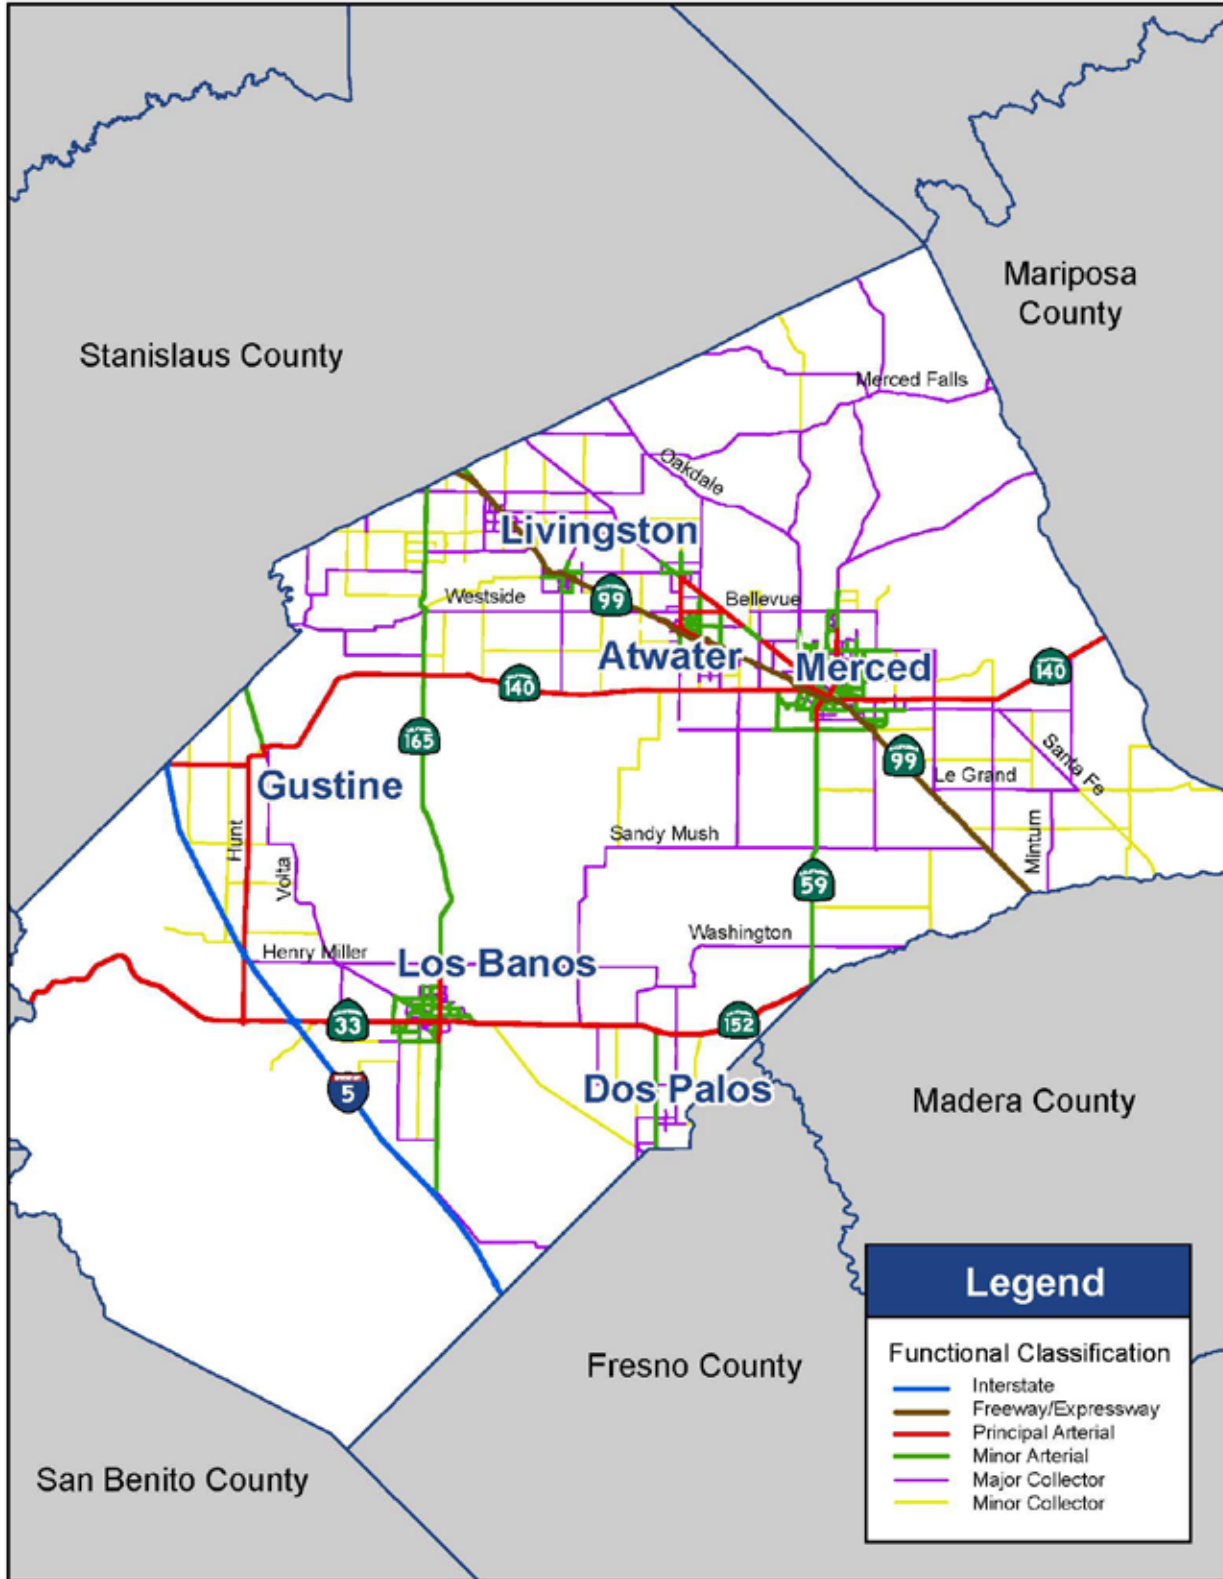 Mariposa
County
Stanislaus County
Merced Falls
Oakdale
Livingston
99
Westside
Bellevue
Atwater
Merced
140
140
165
Santa Fe
99
Gustine
Le Grand
Hunt
Sandy Mush
Minturn
Volta
59
Washington
Henry Miller
Los Banos
33
152
5
Dos Palos
Madera County
Legend
Fresno County
Functional Classification
Interstate
Freeway/Expressway
Principal Arterial
Minor Arterial
Major Collector
Minor Collector
San Benito County